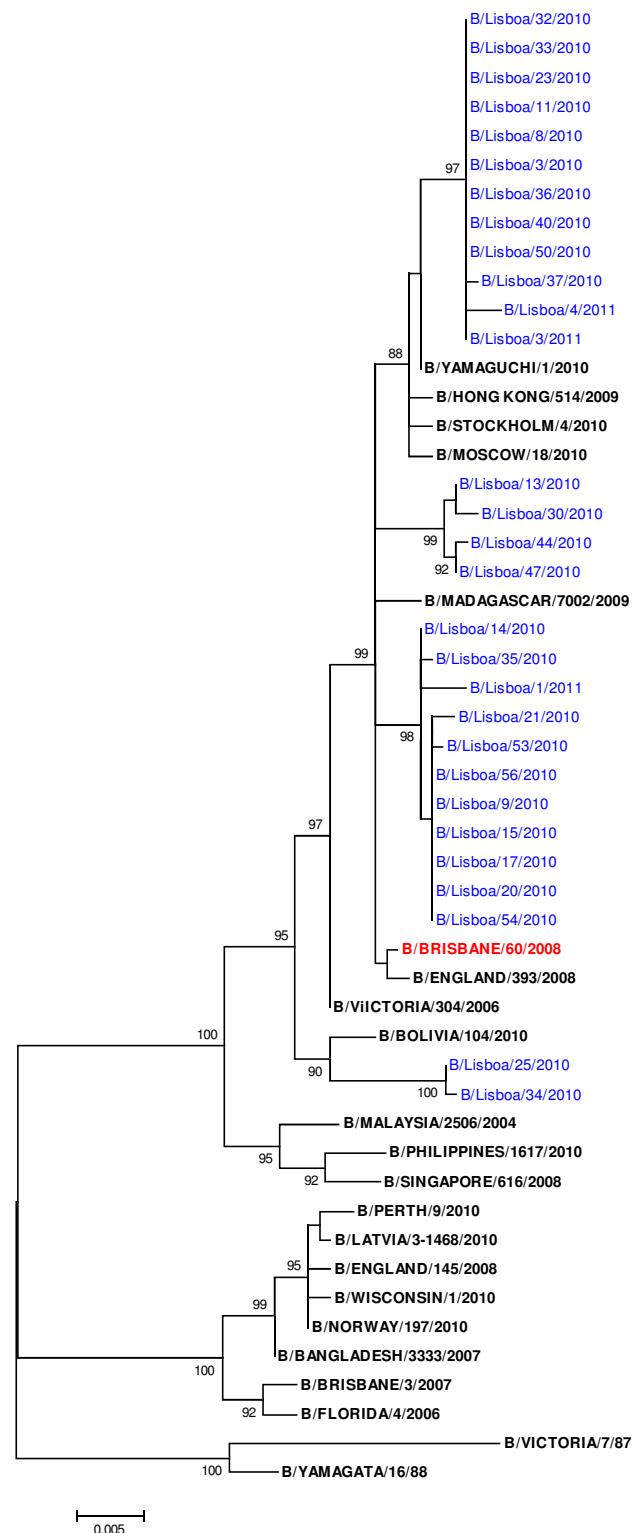 B/Lisboa/32/2010
B/Lisboa/33/2010
B/Lisboa/23/2010
B/Lisboa/11/2010
B/Lisboa/8/2010
B/Lisboa/3/2010
97
B/Lisboa/36/2010
B/Lisboa/40/2010
B/Lisboa/50/2010
B/Lisboa/37/2010
B/Lisboa/4/2011
B/Lisboa/3/2011
88
B/YAMAGUCHI/1/2010
B/HONG KONG/514/2009
B/STOCKHOLM/4/2010
B/MOSCOW/18/2010
B/Lisboa/13/2010
B/Lisboa/30/2010
99
B/Lisboa/44/2010
92
B/Lisboa/47/2010
B/MADAGASCAR/7002/2009
B/Lisboa/14/2010
99
B/Lisboa/35/2010
B/Lisboa/1/2011
B/Lisboa/21/2010
98
B/Lisboa/53/2010
B/Lisboa/56/2010
B/Lisboa/9/2010
97
B/Lisboa/15/2010
B/Lisboa/17/2010
B/Lisboa/20/2010
B/Lisboa/54/2010
95
B/BRISBANE/60/2008
B/ENGLAND/393/2008
B/ViICTORIA/304/2006
100
B/BOLIVIA/104/2010
90
B/Lisboa/25/2010
100
B/Lisboa/34/2010
B/MALAYSIA/2506/2004
95
B/PHILIPPINES/1617/2010
92
B/SINGAPORE/616/2008
B/PERTH/9/2010
B/LATVIA/3-1468/2010
95
B/ENGLAND/145/2008
B/WISCONSIN/1/2010
99
B/NORWAY/197/2010
B/BANGLADESH/3333/2007
100
B/BRISBANE/3/2007
92
B/FLORIDA/4/2006
B/VICTORIA/7/87
100
B/YAMAGATA/16/88
0.005